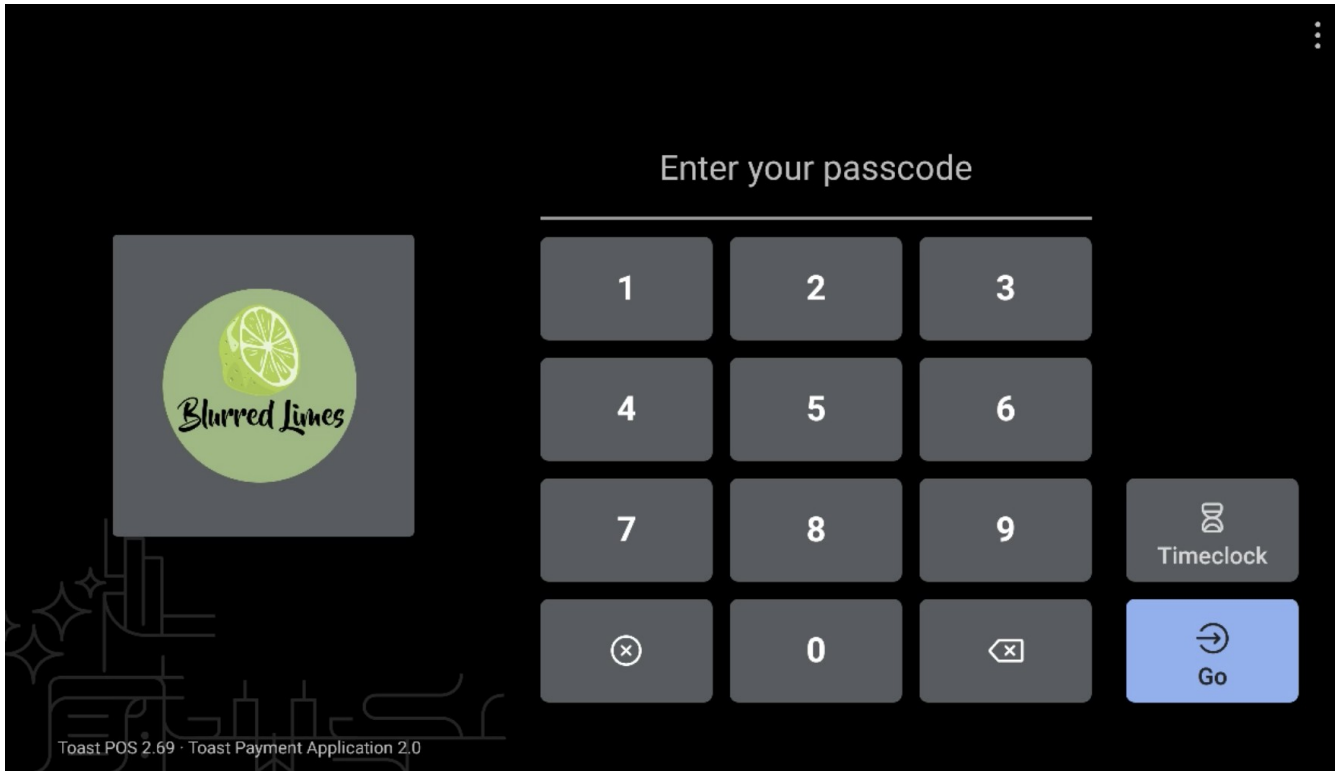 Enter your passcode
Blurred Limes
1 2 3
4 5 6
7 8 9
Timeclock
0
Go
Toast POS 2.69 · Toast Payment Application 2.0